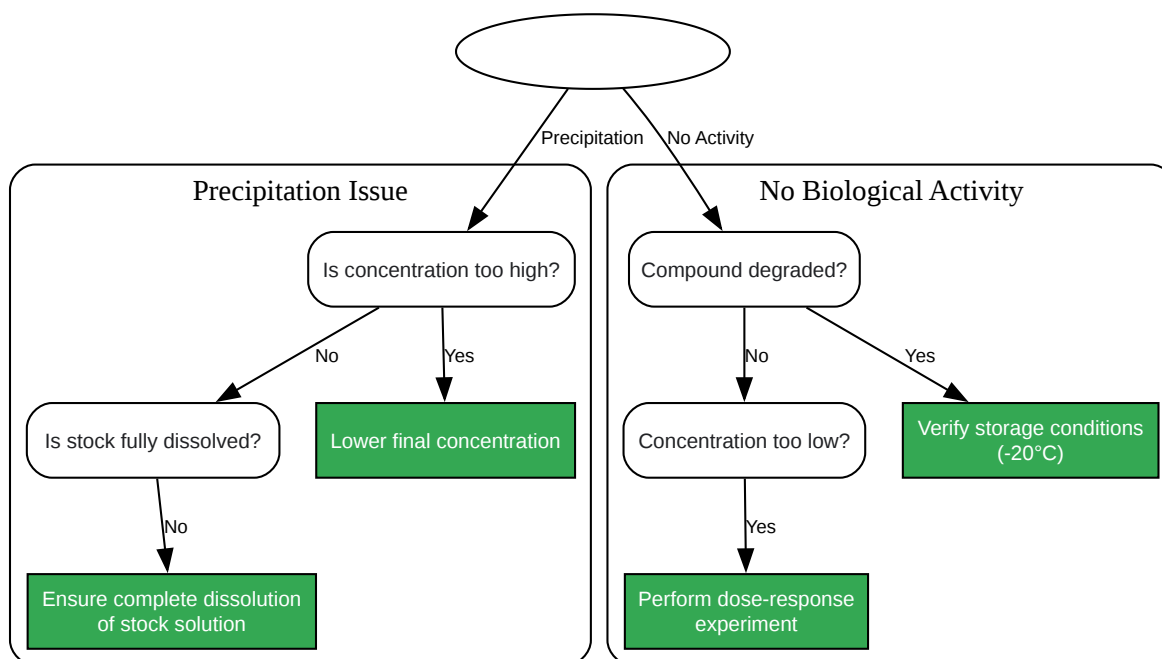 Precipitation
No Activity
Precipitation Issue
No Biological Activity
Is concentration too high?
Compound degraded?
No
Yes
No
Yes
Is stock fully dissolved?
Lower final concentration
Concentration too low?
Verify storage conditions
(-20°C)
No
Yes
Ensure complete dissolution
of stock solution
Perform dose-response
experiment